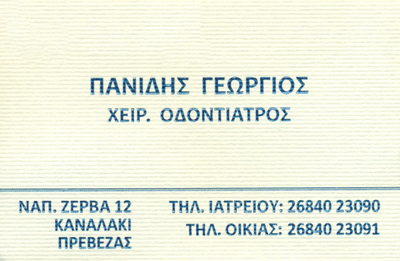 ΠΑΝΙΔΗΣ ΓΕΩΡΓΙΟΣ
ΧΕΙΡ. ΟΔΟΝΤΙΑΤΡΟΣ
ΝΑΠ. ΖΕΡΒΑ 12
ΚΑΝΑΛΑΚΙ
ΠΡΕΒΕΖΑΣ
ΤΗΛ. ΙΑΤΡΕΙΟΥ: 26840 23090
ΤΗΛ. ΟΙΚΙΑΣ: 26840 23091